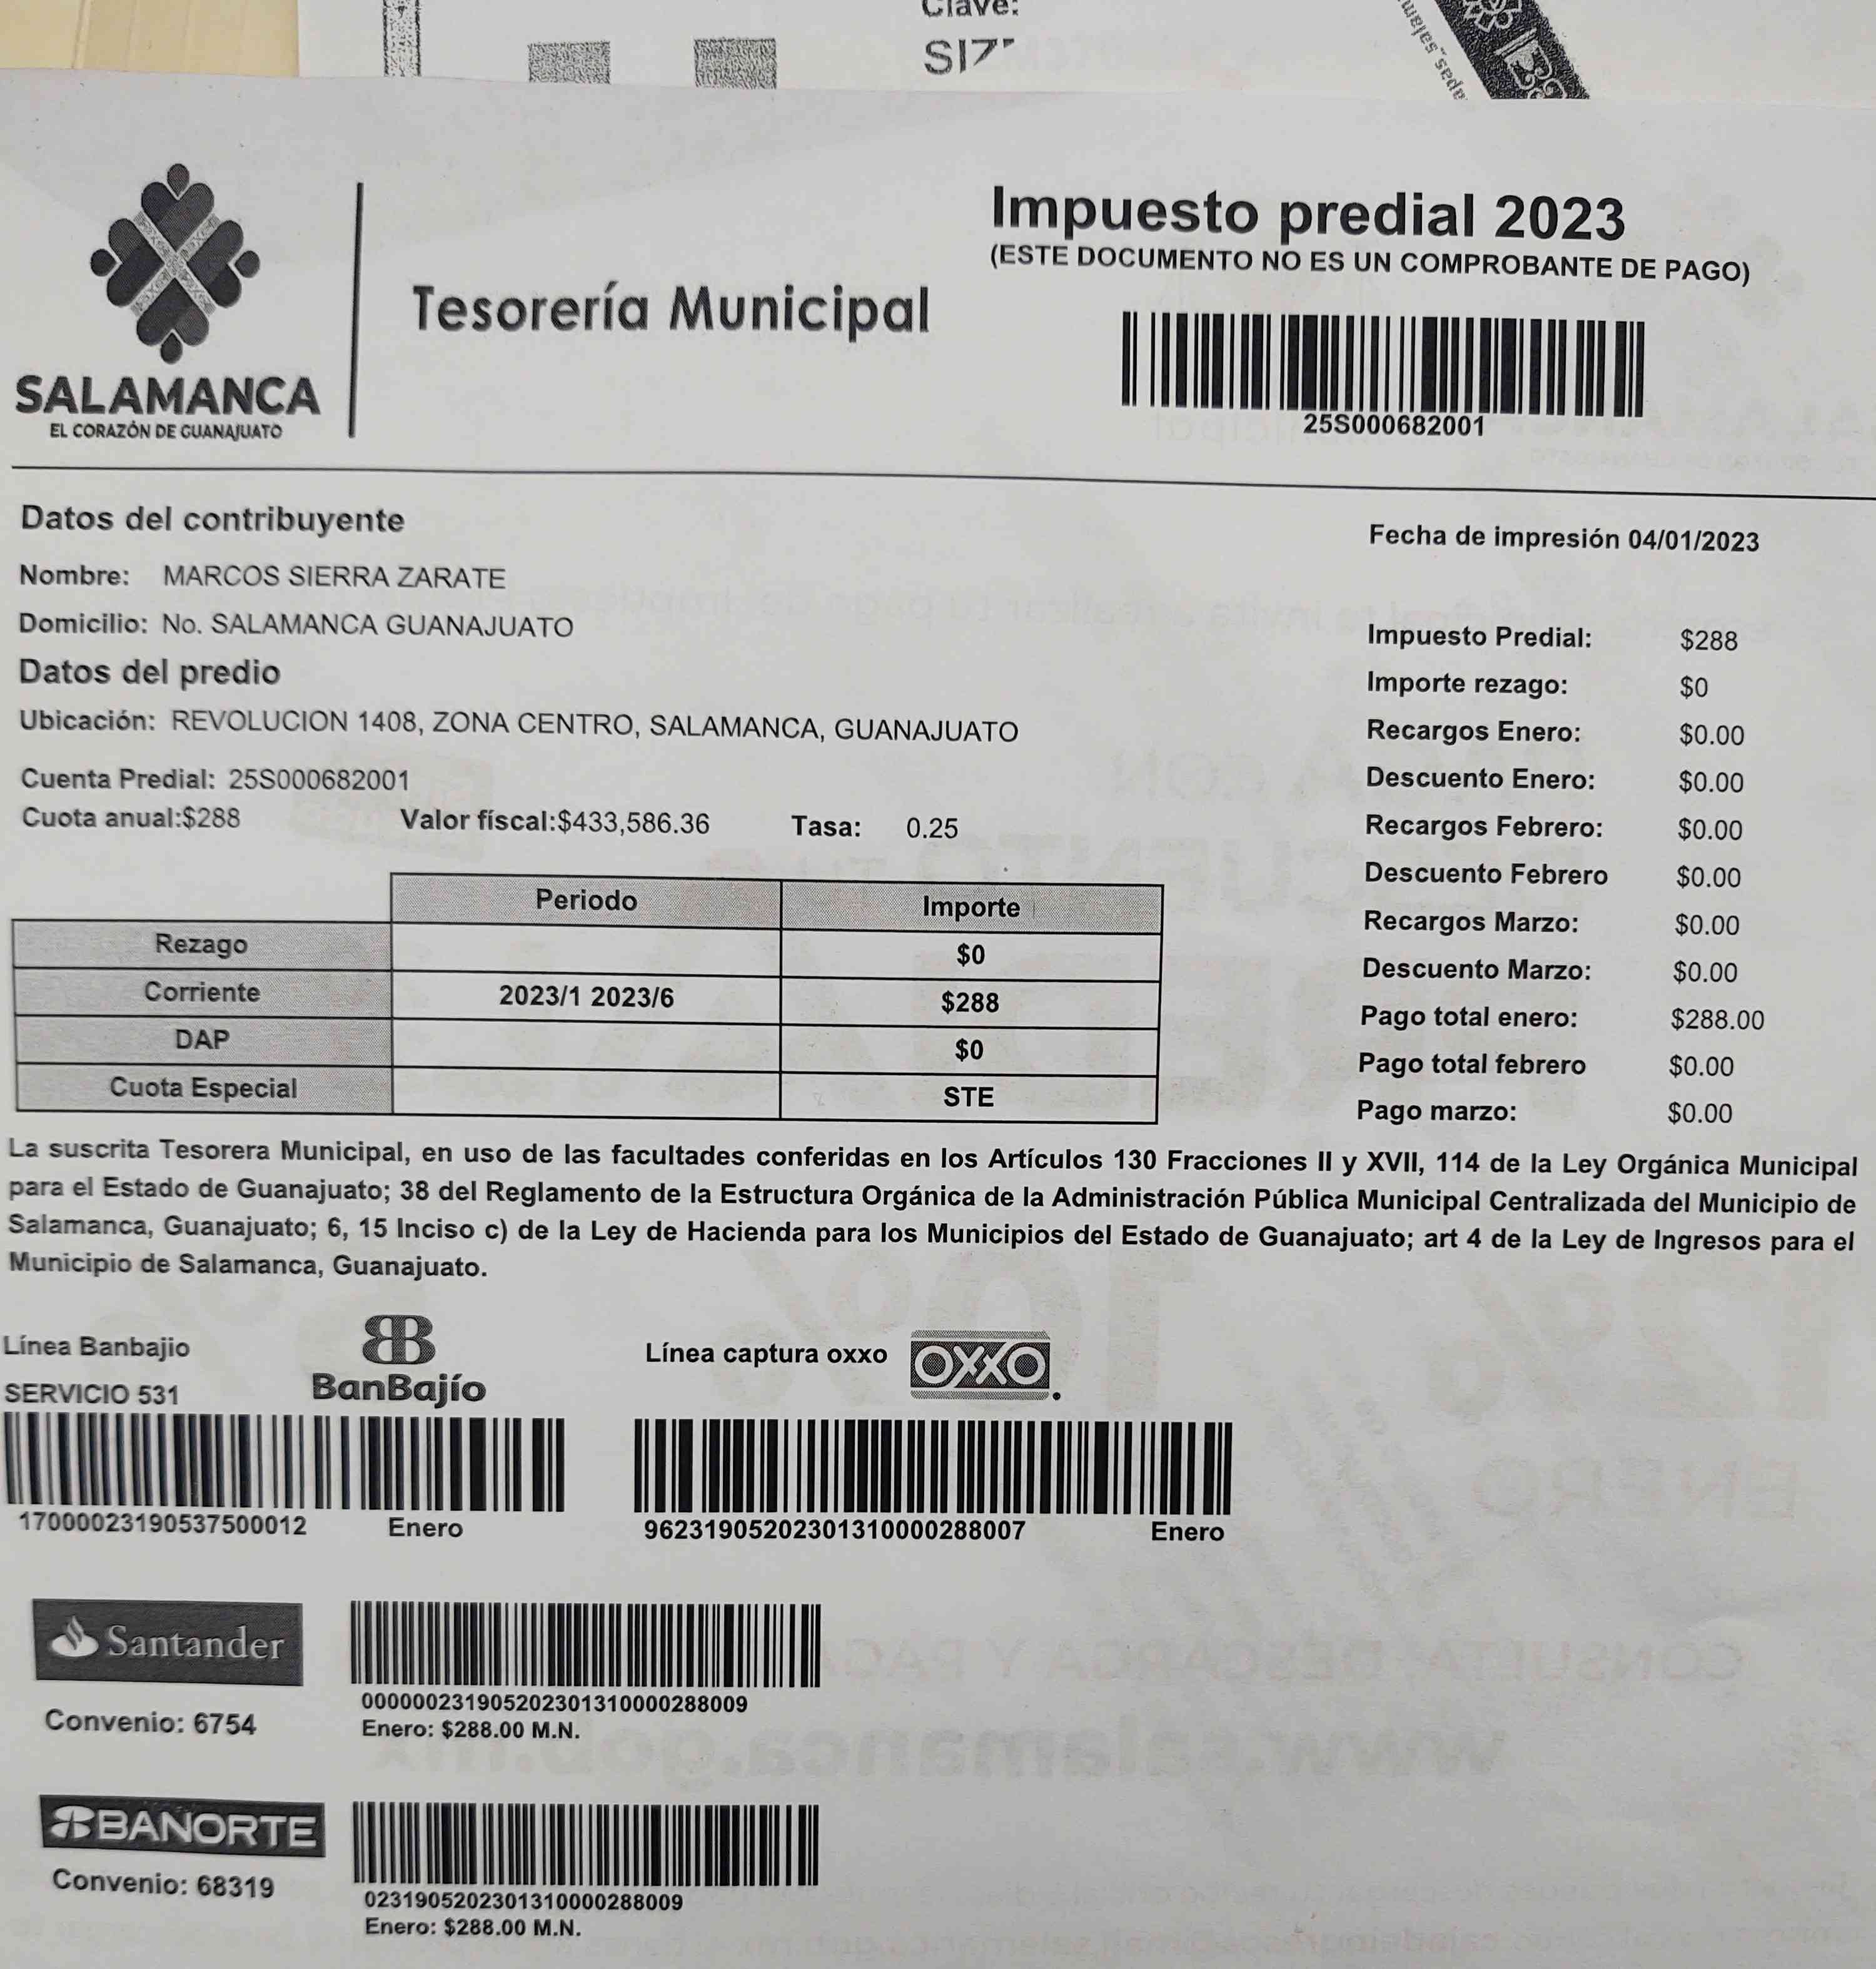 Clave:
SALAMANCA
EL CORAZÓN DE GUANAJUATO
Tesorería Municipal
Impuesto predial 2023
(ESTE DOCUMENTO NO ES UN COMPROBANTE DE PAGO)
25S000682001
Datos del contribuyente
Nombre: MARCOS SIERRA ZARATE
Domicilio: No. SALAMANCA GUANAJUATO
Datos del predio
Ubicación: REVOLUCION 1408, ZONA CENTRO, SALAMANCA, GUANAJUATO
Cuenta Predial: 25S000682001
Cuota anual:$288 Valor físcal:$433,586.36 Tasa: 0.25
Periodo Importe
Rezago $0
Corriente 2023/1 2023/6 $288
DAP $0
Cuota Especial STE
Fecha de impresión 04/01/2023
Impuesto Predial: $288
Importe rezago: $0
Recargos Enero: $0.00
Descuento Enero: $0.00
Recargos Febrero: $0.00
Descuento Febrero $0.00
Recargos Marzo: $0.00
Descuento Marzo: $0.00
Pago total enero: $288.00
Pago total febrero $0.00
Pago marzo: $0.00
La suscrita Tesorera Municipal, en uso de las facultades conferidas en los Artículos 130 Fracciones II y XVII, 114 de la Ley Orgánica Municipal
para el Estado de Guanajuato; 38 del Reglamento de la Estructura Orgánica de la Administración Pública Municipal Centralizada del Municipio de
Salamanca, Guanajuato; 6, 15 Inciso c) de la Ley de Hacienda para los Municipios del Estado de Guanajuato; art 4 de la Ley de Ingresos para el
Municipio de Salamanca, Guanajuato.
Línea Banbajio
BanBajío
SERVICIO 531
17000023190537500012 Enero
Línea captura oxxo OXXO
96231905202301310000288007 Enero
Santander
Convenio: 6754
00000023190520230131000028​8009
Enero: $288.00 M.N.
BANORTE
Convenio: 68319
0231905202301310000288009
Enero: $288.00 M.N.